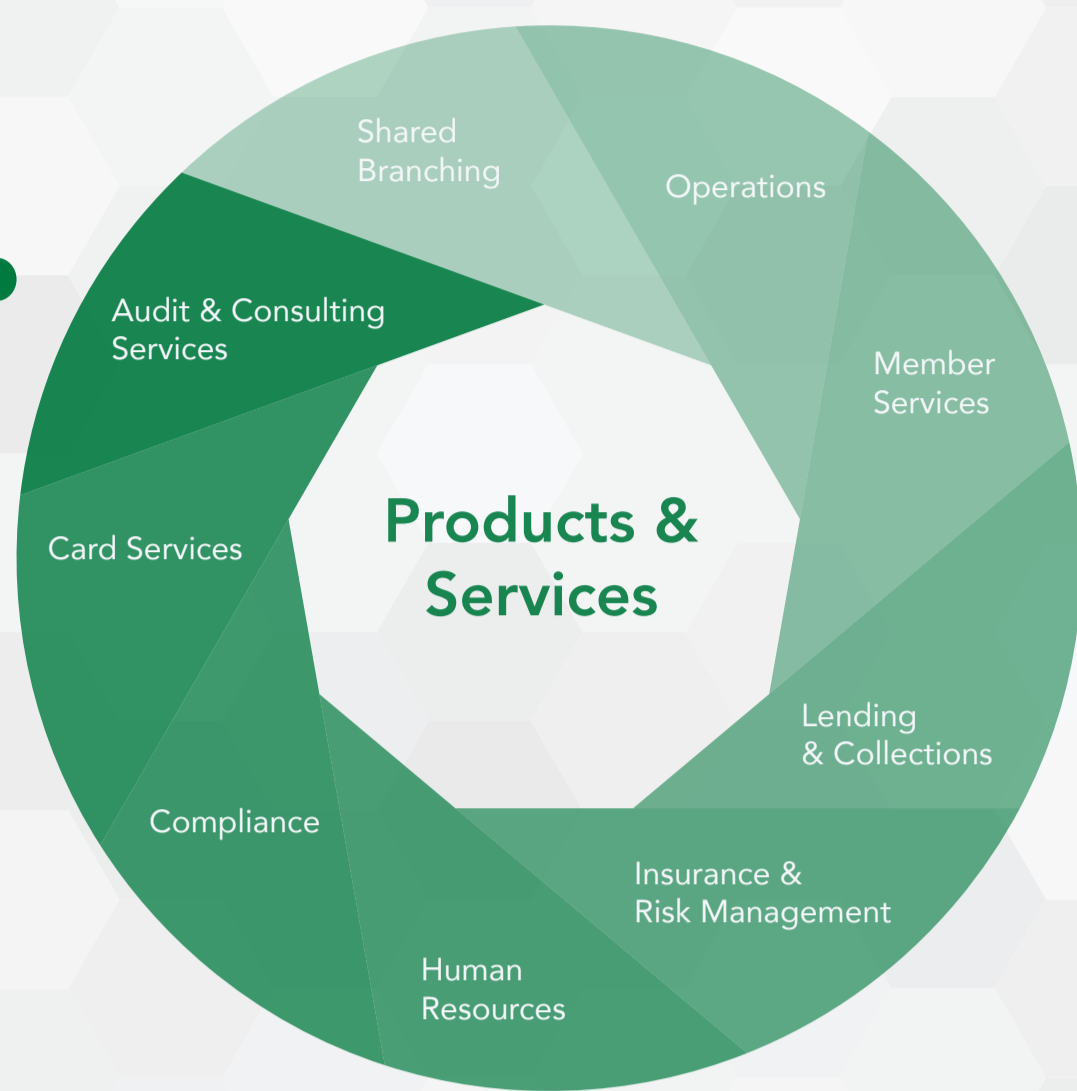 Shared
Branching
Operations
Member
Services
Lending
& Collections
Insurance &
Risk Management
Human
Resources
Compliance
Card Services
Audit & Consulting
Services
Products &
Services